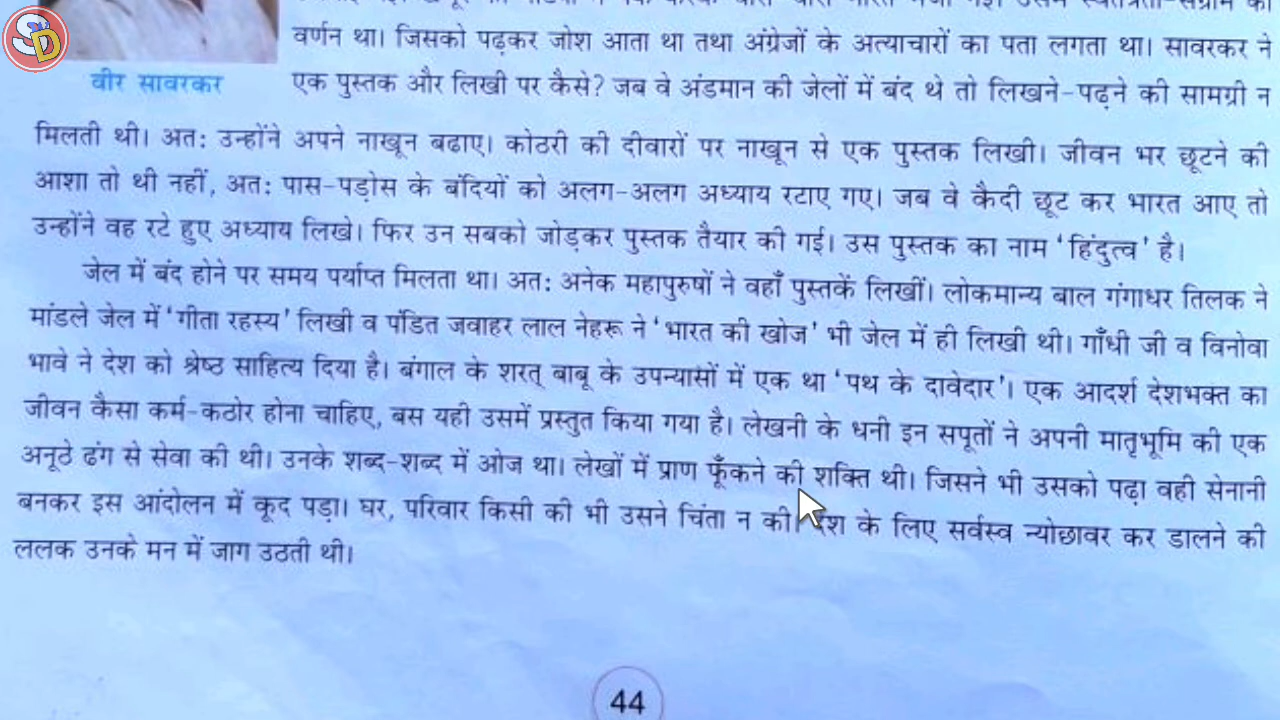 वर्णन था। जिसको पढ़कर जोश आता था तथा अंग्रेजों के अत्याचारों का पता लगता था। सावरकर ने
वीर सावरकर
एक पुस्तक और लिखी पर कैसे? जब वे अंडमान की जेलों में बंद थे तो लिखने-पढ़ने की सामग्री न
मिलती थी। अतः उन्होंने अपने नाखून बढाए। कोठरी की दीवारों पर नाखून से एक पुस्तक लिखी। जीवन भर छूटने की
आशा तो थी नहीं, अतः पास-पड़ोस के बंदियों को अलग-अलग अध्याय रटाए गए। जब वे कैदी छूट कर भारत आए तो
उन्होंने वह रटे हुए अध्याय लिखे। फिर उन सबको जोड़कर पुस्तक तैयार की गई। उस पुस्तक का नाम 'हिंदुत्व' है।
जेल में बंद होने पर समय पर्याप्त मिलता था। अतः अनेक महापुरुषों ने वहाँ पुस्तकें लिखीं। लोकमान्य बाल गंगाधर तिलक ने
मांडले जेल में 'गीता रहस्य' लिखी व पंडित जवाहर लाल नेहरू ने 'भारत की खोज' भी जेल में ही लिखी थी। गाँधी जी व विनोवा
भावे ने देश को श्रेष्ठ साहित्य दिया है। बंगाल के शरत् बाबू के उपन्यासों में एक था 'पथ के दावेदार'। एक आदर्श देशभक्त का
जीवन कैसा कर्म-कठोर होना चाहिए, बस यही उसमें प्रस्तुत किया गया है। लेखनी के धनी इन सपूतों ने अपनी मातृभूमि की एक
अनूठे ढंग से सेवा की थी। उनके शब्द-शब्द में ओज था। लेखों में प्राण फूँकने की शक्ति थी। जिसने भी उसको पढ़ा वही सेनानी
बनकर इस आंदोलन में कूद पड़ा। घर, परिवार किसी की भी उसने चिंता न की। देश के लिए सर्वस्व न्योछावर कर डालने की
ललक उनके मन में जाग उठती थी।
44
SD